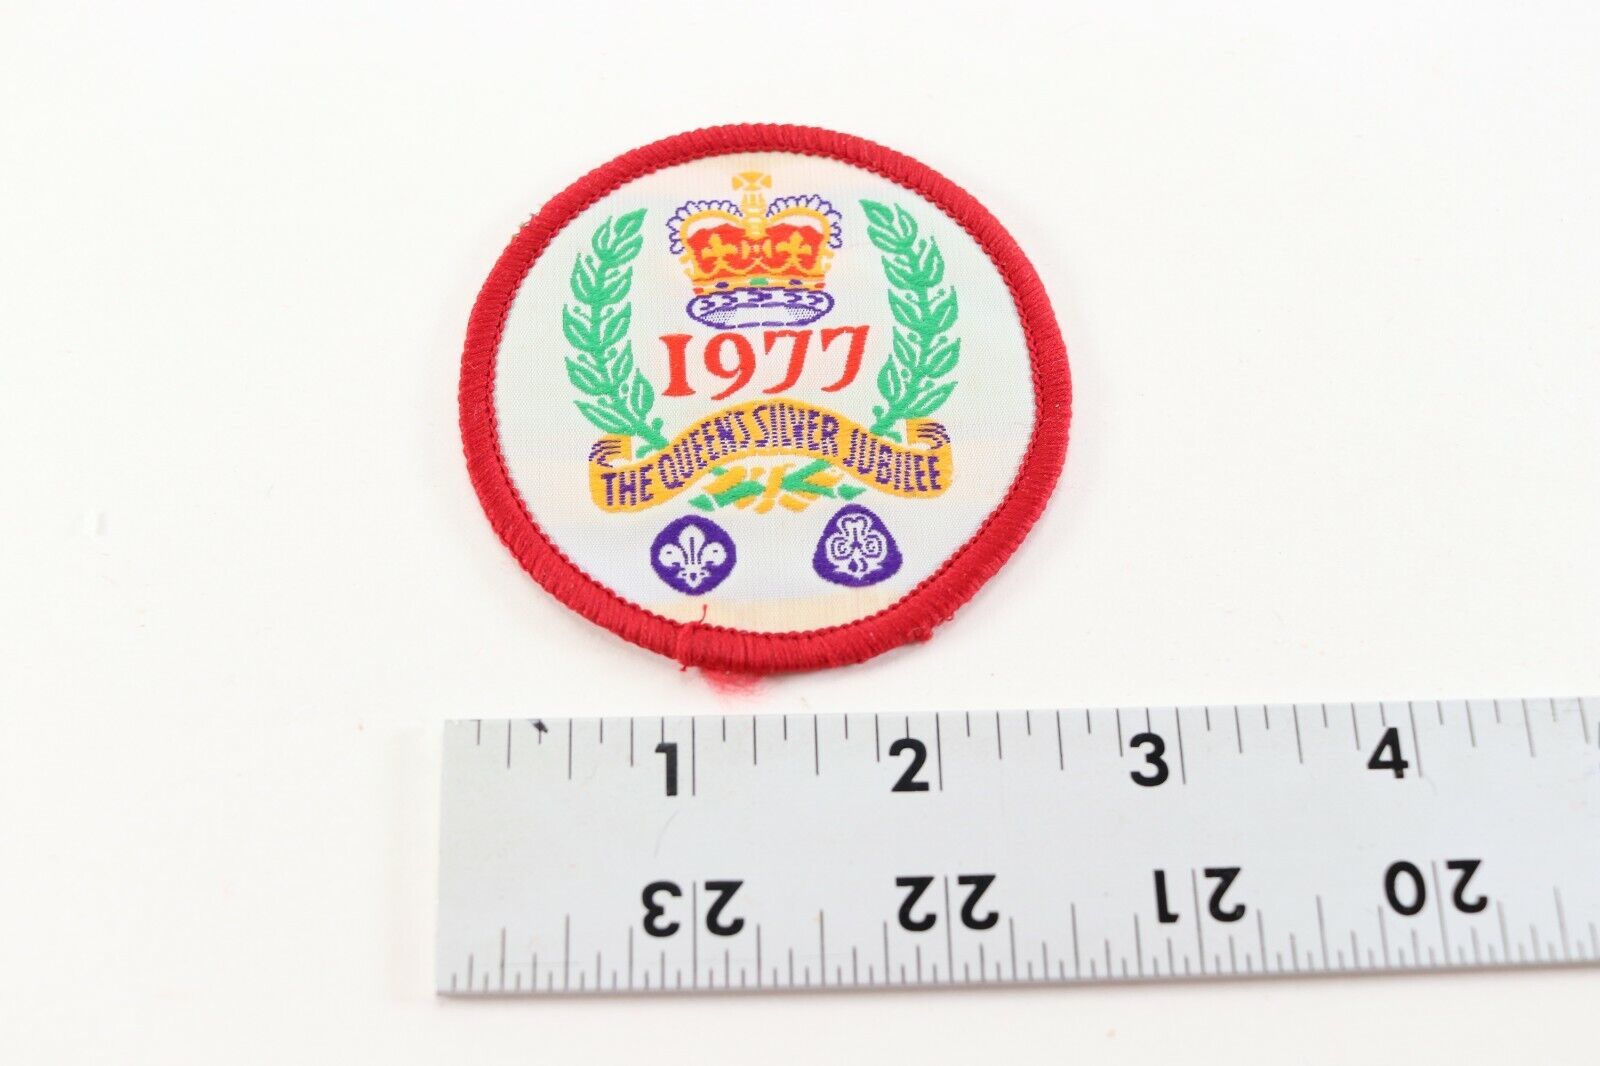 1977
THE QUEEN'S SILVER JUBILEE
1 2 3 4
23 22 21 20